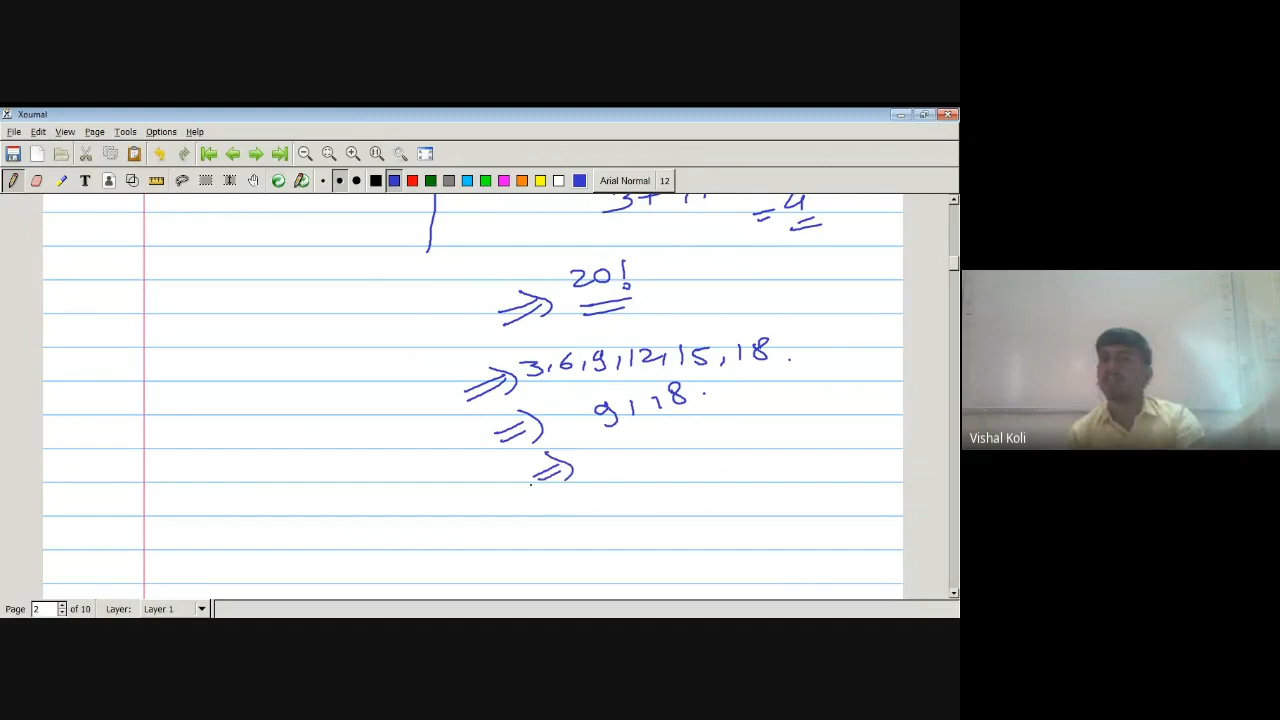 Xournal
File Edit View Page Tools Options Help
Arial Normal 12
= 4
20!
⇒
⇒ 3, 6, 9, 12, 15, 18.
⇒ 9, 18.
⇒
Vishal Koli
Page 2 of 10 Layer: Layer 1